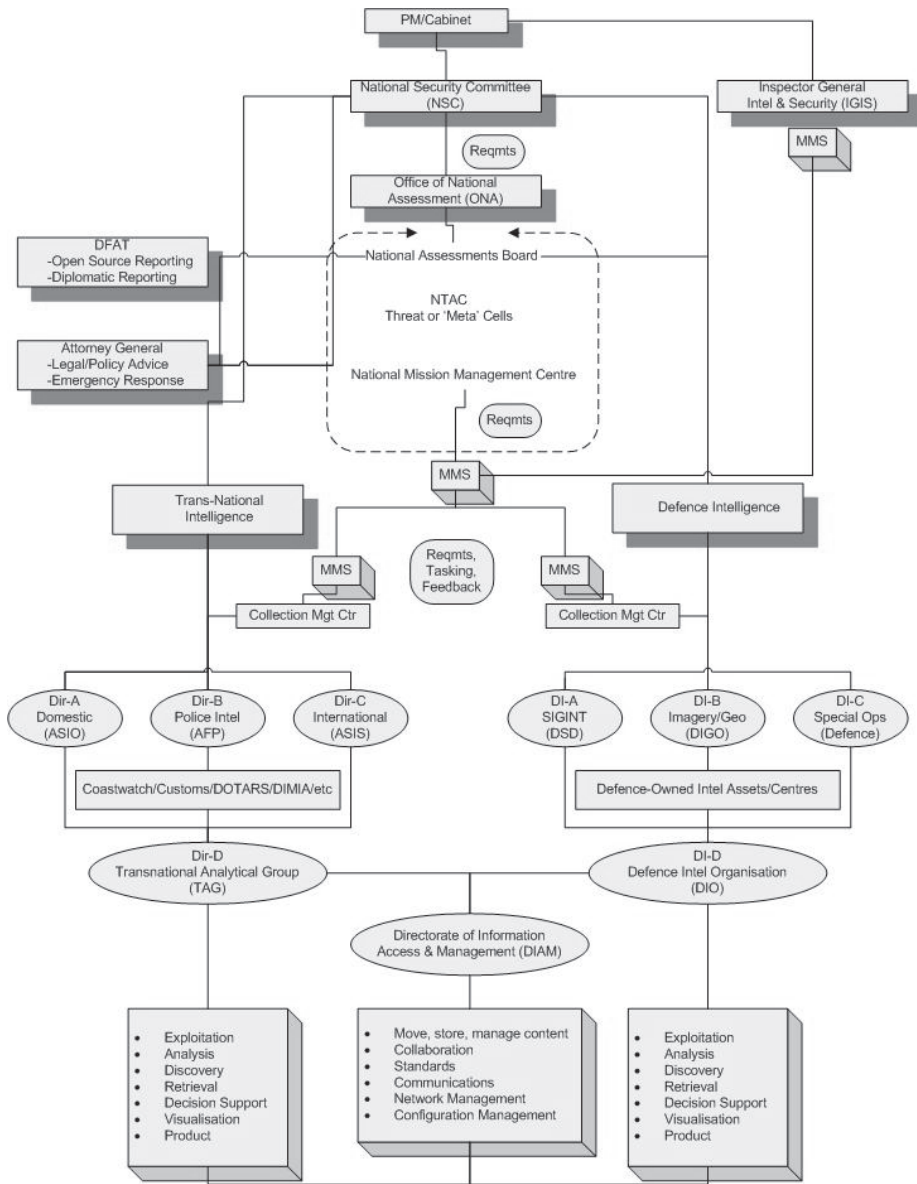 PM/Cabinet
National Security Committee
(NSC)
Inspector General
Intel & Security (IGIS)
MMS
Reqmts
Office of National
Assessment (ONA)
DFAT
-Open Source Reporting
-Diplomatic Reporting
National Assessments Board
NTAC
Threat or 'Meta' Cells
Attorney General
-Legal/Policy Advice
-Emergency Response
National Mission Management Centre
Reqmts
MMS
Trans-National
Intelligence
Defence Intelligence
MMS
Reqmts,
Tasking,
Feedback
MMS
Collection Mgt Ctr
Collection Mgt Ctr
Dir-A
Domestic
(ASIO)
Dir-B
Police Intel
(AFP)
Dir-C
International
(ASIS)
DI-A
SIGINT
(DSD)
DI-B
Imagery/Geo
(DIGO)
DI-C
Special Ops
(Defence)
Coastwatch/Customs/DOTARS/DIMIA/etc
Defence-Owned Intel Assets/Centres
Dir-D
Transnational Analytical Group
(TAG)
DI-D
Defence Intel Organisation
(DIO)
Directorate of Information
Access & Management (DIAM)
• Exploitation
• Analysis
• Discovery
• Retrieval
• Decision Support
• Visualisation
• Product
• Move, store, manage content
• Collaboration
• Standards
• Communications
• Network Management
• Configuration Management
• Exploitation
• Analysis
• Discovery
• Retrieval
• Decision Support
• Visualisation
• Product